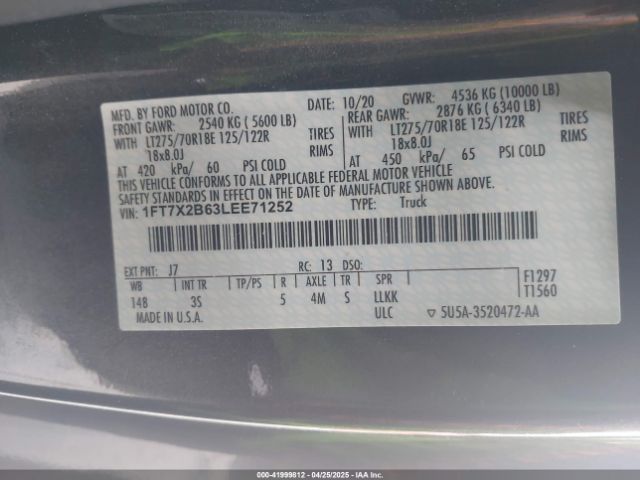 MFD. BY FORD MOTOR CO. DATE: 10/20 GVWR: 4536 KG (10000 LB)
FRONT GAWR: 2540 KG (5600 LB) REAR GAWR: 2876 KG (6340 LB)
WITH LT275/70R18E 125/122R TIRES WITH LT275/70R18E 125/122R TIRES
18x8.0J RIMS 18x8.0J RIMS
AT 420 kPa/ 60 PSI COLD AT 450 kPa/ 65 PSI COLD
THIS VEHICLE CONFORMS TO ALL APPLICABLE FEDERAL MOTOR VEHICLE
SAFETY STANDARDS IN EFFECT ON THE DATE OF MANUFACTURE SHOWN ABOVE.
VIN: 1FT7X2B63LEE71252 TYPE: Truck
EXT PNT: J7 RC: 13 DSO:
WB INT TR TP/PS R AXLE TR SPR F1297
148 3S 5 4M S LLKK T1560
MADE IN U.S.A. ULC ▽ 5U5A-3520472-AA
000-41999812 - 04/25/2025 - IAA Inc.